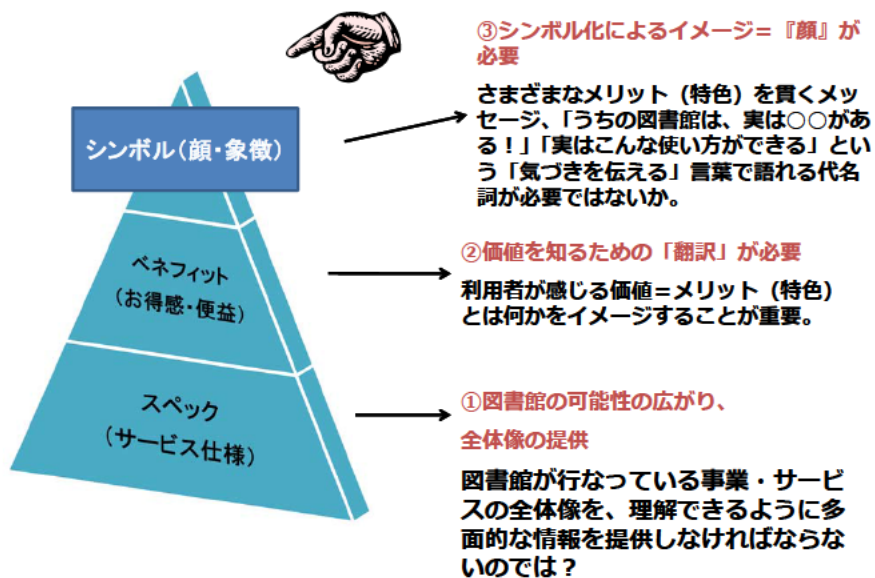 シンボル(顔・象徴)
ベネフィット
(お得感・便益)
スペック
(サービス仕様)
③シンボル化によるイメージ=『顔』が
必要
さまざまなメリット(特色)を貫くメッ
セージ、「うちの図書館は、実は○○があ
る!」「実はこんな使い方ができる」とい
う「気づきを伝える」言葉で語れる代名
詞が必要ではないか。
②価値を知るための「翻訳」が必要
利用者が感じる価値=メリット(特色)
とは何かをイメージすることが重要。
①図書館の可能性の広がり、
全体像の提供
図書館が行なっている事業・サービ
スの全体像を、理解できるように多
面的な情報を提供しなければならな
いのでは?